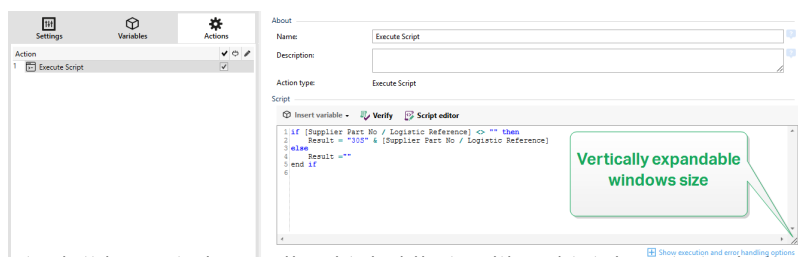 Settings
Variables
Actions
Action
1 Execute Script
About
Name: Execute Script
Description:
Action type: Execute Script
Script
Insert variable Verify Script editor
1 if [Supplier Part No / Logistic Reference] <> "" then
2 Result = "30S" & [Supplier Part No / Logistic Reference]
3 else
4 Result =""
5 end if
6
Vertically expandable
windows size
Show execution and error handling options